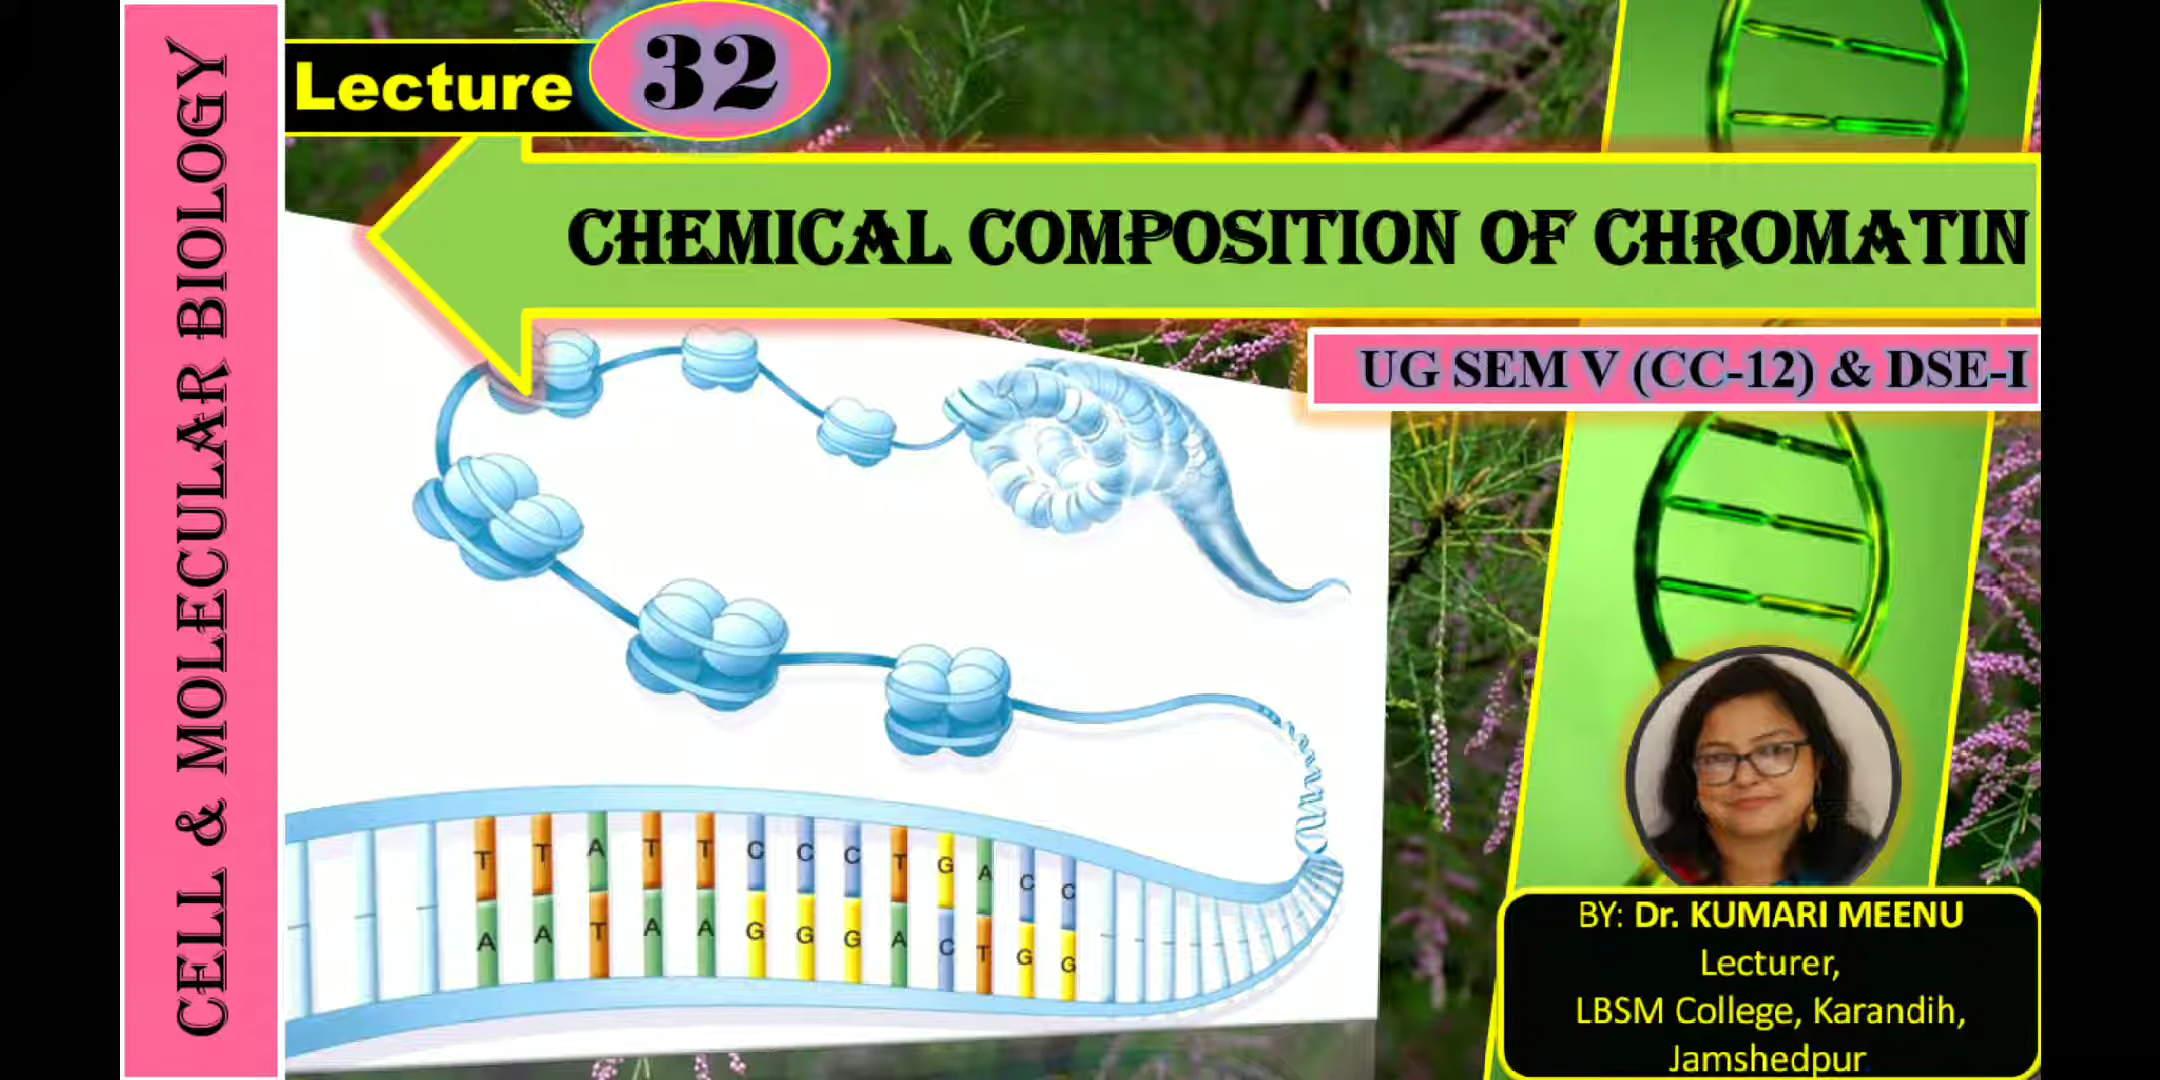 Lecture 32
CELL & MOLECULAR BIOLOGY
CHEMICAL COMPOSITION OF CHROMATIN
UG SEM V (CC-12) & DSE-I
T T A T T C C C T G A C C
A A T A A G G G A C T G G
BY: Dr. KUMARI MEENU
Lecturer,
LBSM College, Karandih,
Jamshedpur.